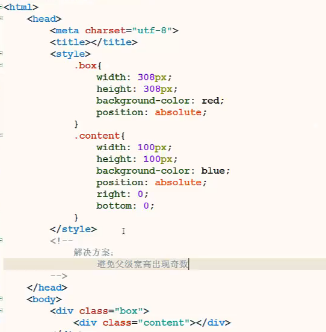 <html>
<head>
<meta charset="utf-8">
<title></title>
<style>
.box{
width: 308px;
height: 308px;
background-color: red;
position: absolute;
}
.content{
width: 100px;
height: 100px;
background-color: blue;
position: absolute;
right: 0;
bottom: 0;
}
</style>
<!--
解决方案:
避免父级宽高出现奇数
-->
</head>
<body>
<div class="box">
<div class="content"></div>